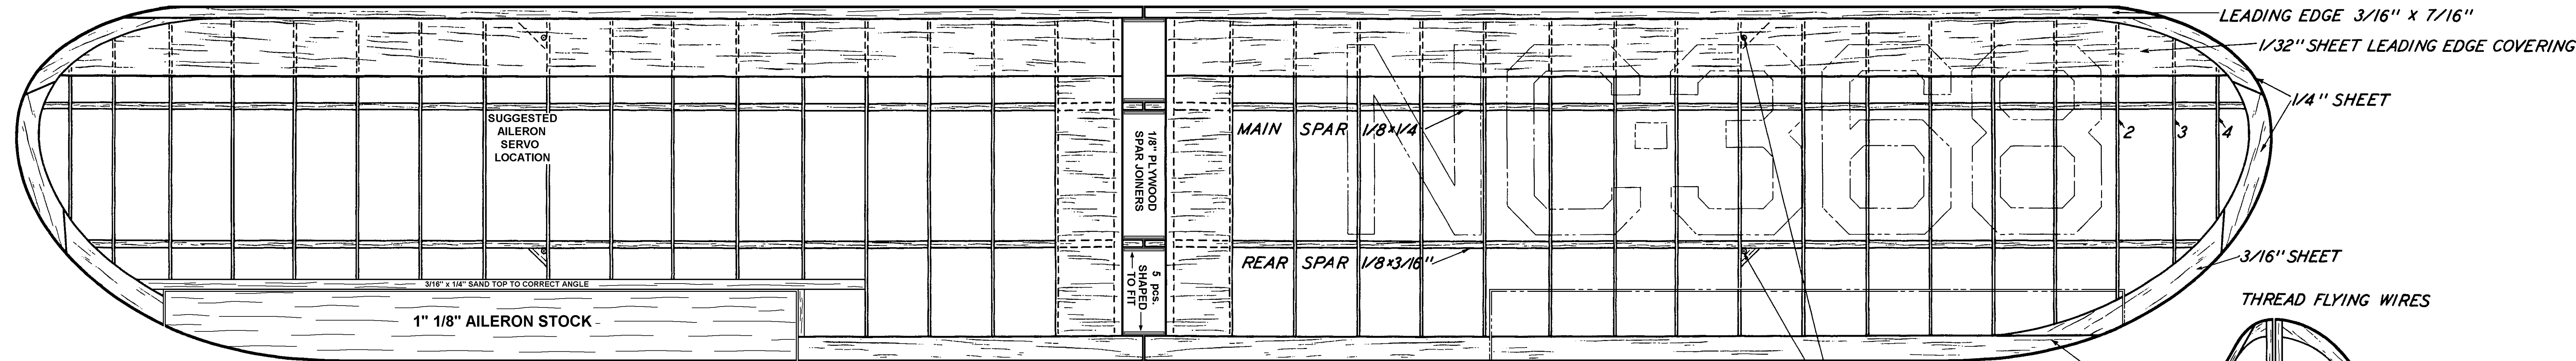 LEADING EDGE 3/16" X 7/16"
1/32" SHEET LEADING EDGE COVERING
1/4" SHEET
SUGGESTED
AILERON
SERVO
LOCATION
1/8" PLYWOOD
SPAR JOINERS
MAIN SPAR 1/8×1/4
NC3688
2
3
4
REAR SPAR 1/8×3/16"
3/16" SHEET
5 pcs.
SHAPED
TO FIT
3/16" x 1/4" SAND TOP TO CORRECT ANGLE
1" 1/8" AILERON STOCK
THREAD FLYING WIRES